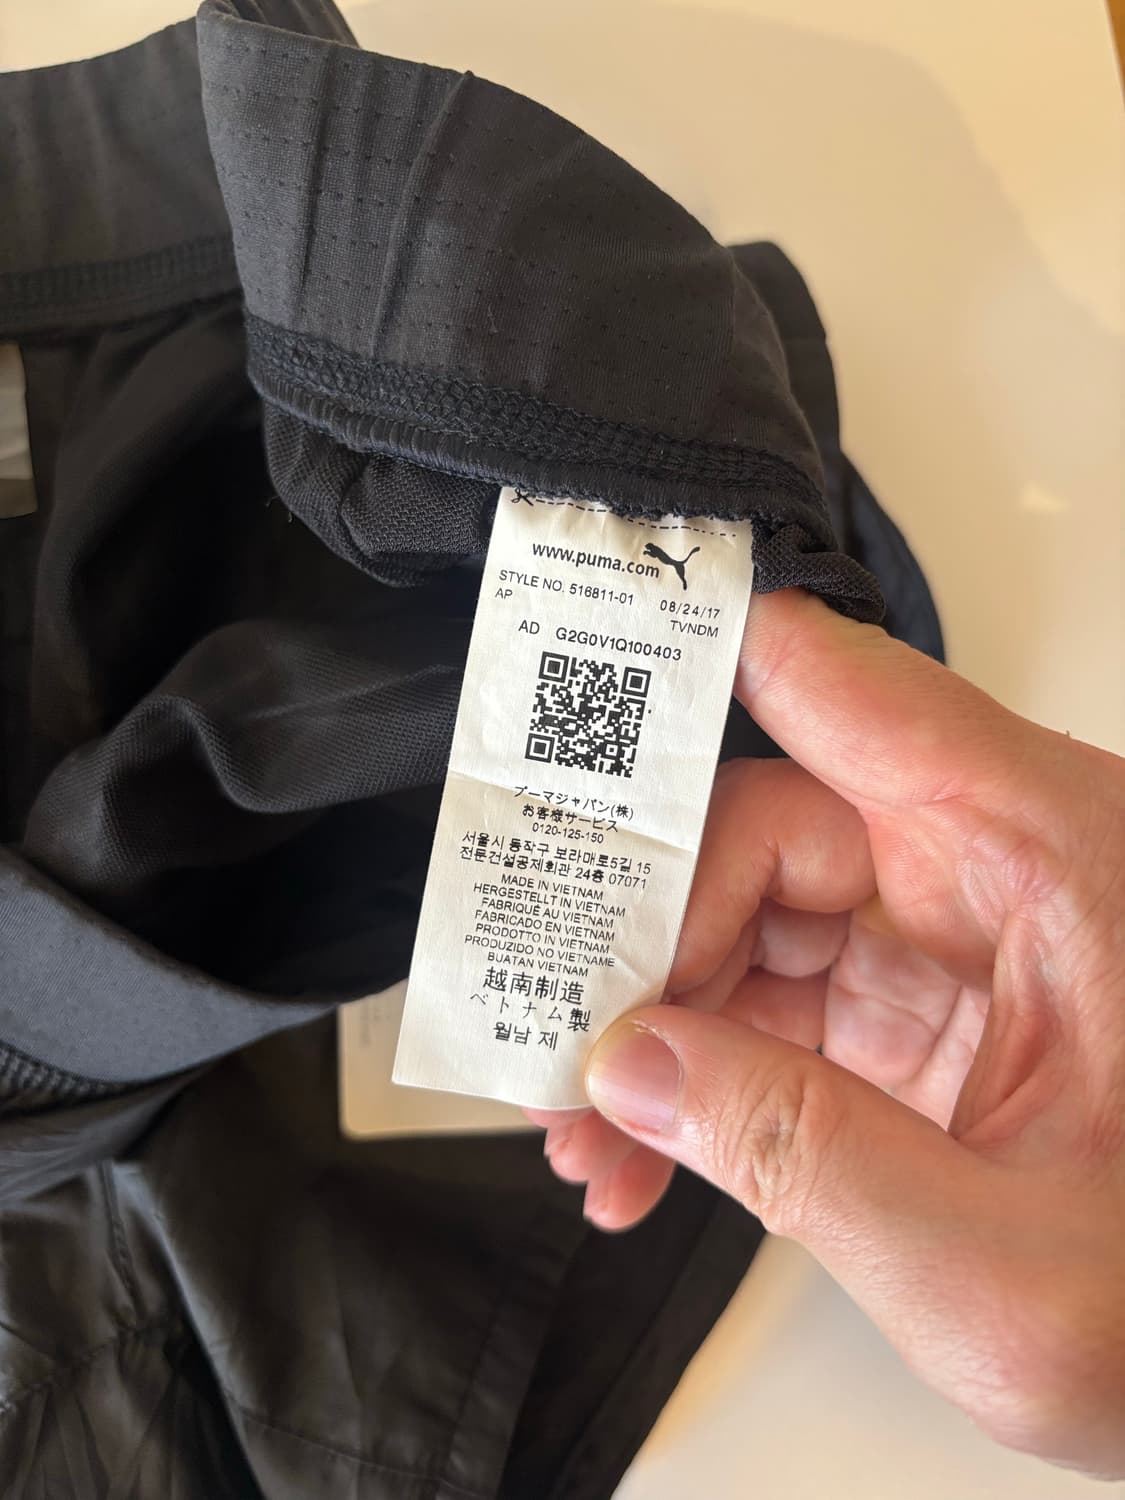 www.puma.com
STYLE NO. 516811-01 08/24/17
AP TVNDM
AD G2G0V1Q100403
プーマジャパン(株)
お客様サービス
0120-125-150
서울시 동작구 보라매로5길 15
전문건설공제회관 24층 07071
MADE IN VIETNAM
HERGESTELLT IN VIETNAM
FABRIQUÉ AU VIETNAM
FABRICADO EN VIETNAM
PRODOTTO IN VIETNAM
PRODUZIDO NO VIETNAME
BUATAN VIETNAM
越南制造
ベトナム製
월남 제